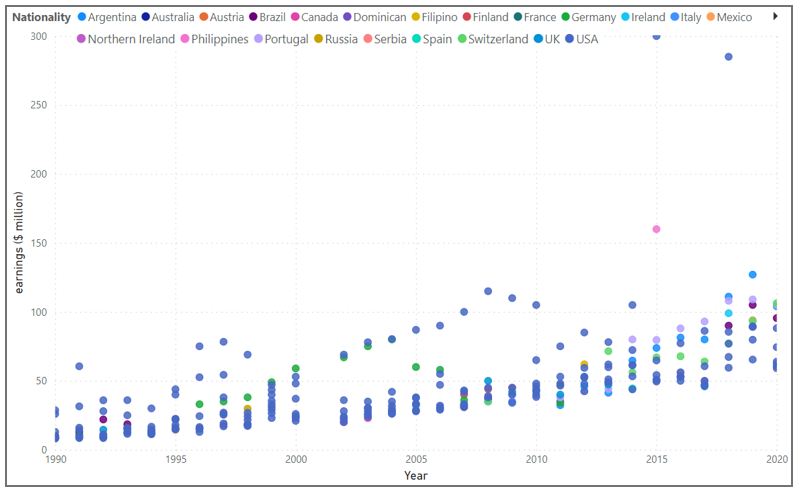 Nationality Argentina Australia Austria Brazil Canada Dominican Filipino Finland France Germany Ireland Italy Mexico
Northern Ireland Philippines Portugal Russia Serbia Spain Switzerland UK USA
300
250
200
150
100
50
0
earnings ($ million)
1990 1995 2000 2005 2010 2015 2020
Year